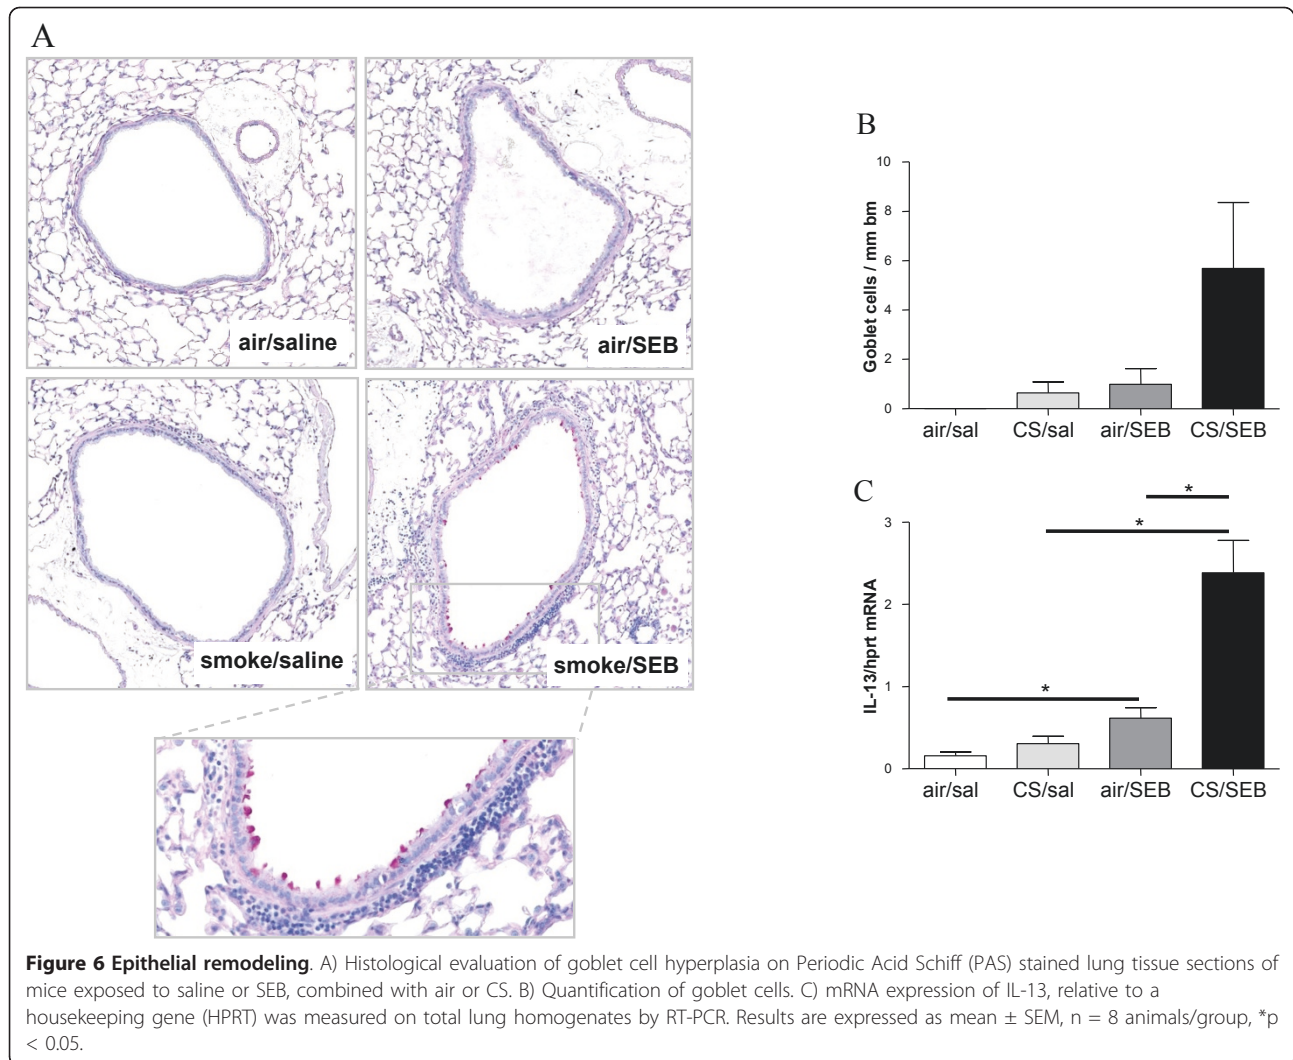 A
air/saline
air/SEB
smoke/saline
smoke/SEB
B
Goblet cells / mm bm
10
8
6
4
2
0
air/sal CS/sal air/SEB CS/SEB
C
IL-13/hprt mRNA
3
2
1
0
*
*
*
air/sal CS/sal air/SEB CS/SEB
Figure 6 Epithelial remodeling. A) Histological evaluation of goblet cell hyperplasia on Periodic Acid Schiff (PAS) stained lung tissue sections of
mice exposed to saline or SEB, combined with air or CS. B) Quantification of goblet cells. C) mRNA expression of IL-13, relative to a
housekeeping gene (HPRT) was measured on total lung homogenates by RT-PCR. Results are expressed as mean ± SEM, n = 8 animals/group, *p
< 0.05.